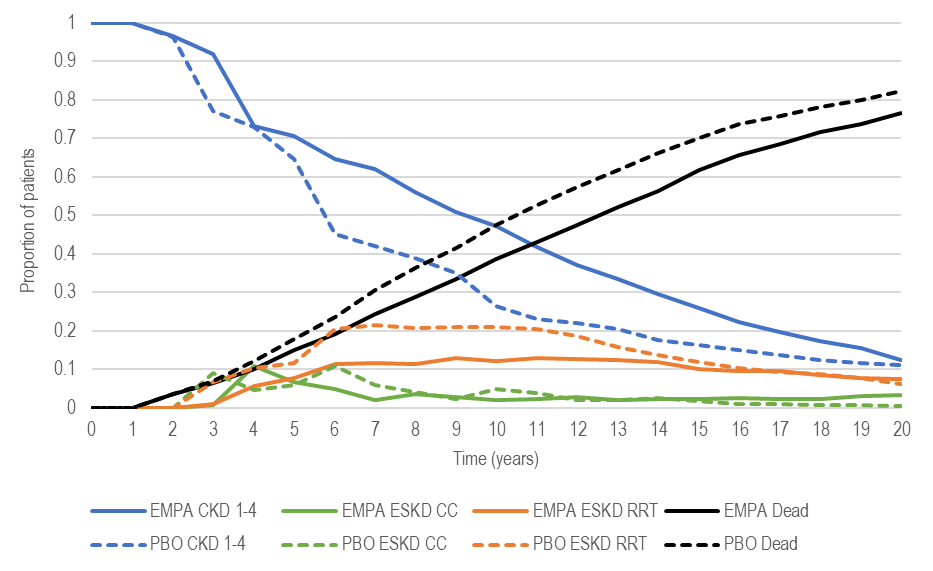 1
0.9
0.8
0.7
0.6
0.5
0.4
0.3
0.2
0.1
0
Proportion of patients
0 1 2 3 4 5 6 7 8 9 10 11 12 13 14 15 16 17 18 19 20
Time (years)
EMPA CKD 1-4 EMPA ESKD CC EMPA ESKD RRT EMPA Dead
PBO CKD 1-4 PBO ESKD CC PBO ESKD RRT PBO Dead